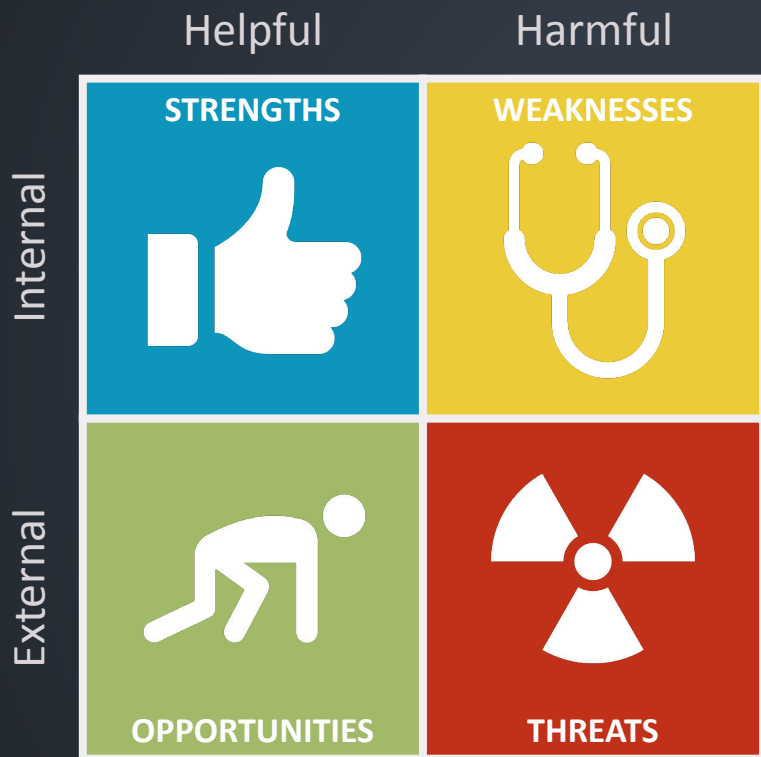 Helpful Harmful
Internal
STRENGTHS WEAKNESSES
External
OPPORTUNITIES THREATS